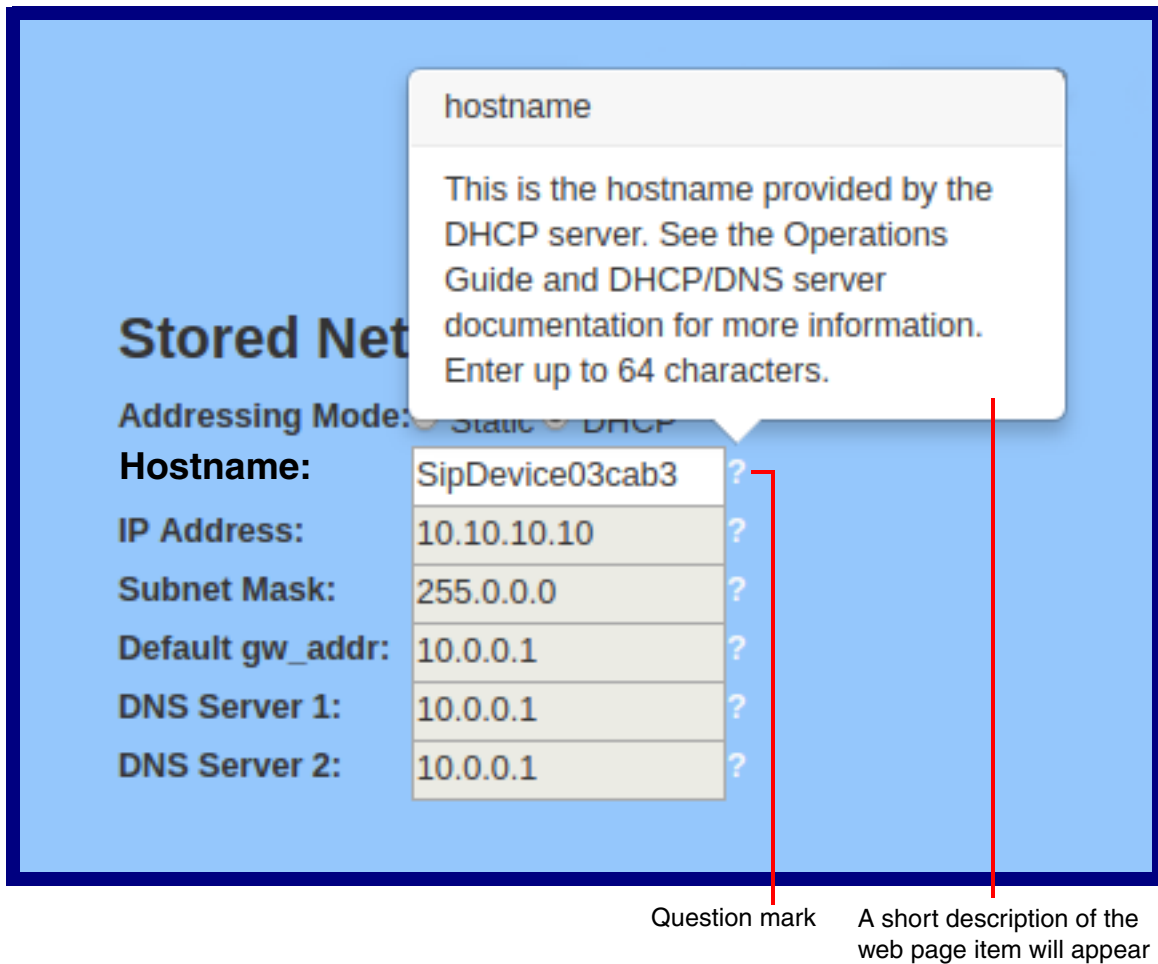 hostname
This is the hostname provided by the
DHCP server. See the Operations
Guide and DHCP/DNS server
documentation for more information.
Enter up to 64 characters.
Stored Net
Addressing Mode: Static DHCP
Hostname: SipDevice03cab3 ?
IP Address: 10.10.10.10 ?
Subnet Mask: 255.0.0.0 ?
Default gw_addr: 10.0.0.1 ?
DNS Server 1: 10.0.0.1 ?
DNS Server 2: 10.0.0.1 ?
Question mark
A short description of the
web page item will appear